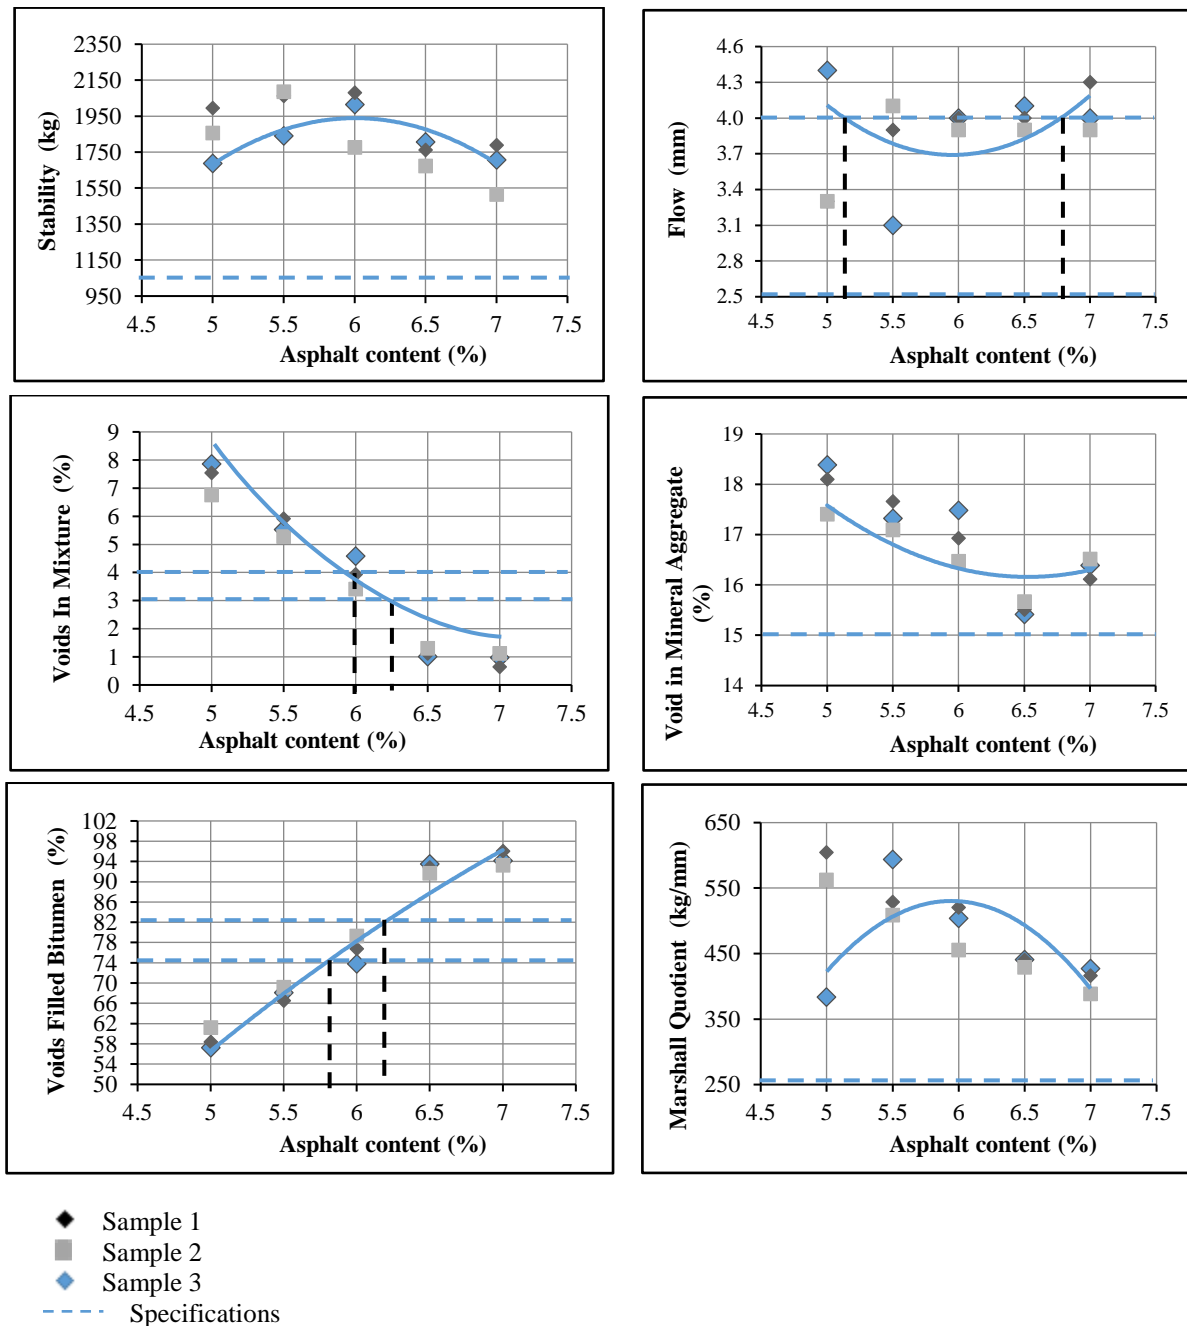 2350
2150
1950
1750
1550
1350
1150
950
4.5 5 5.5 6 6.5 7 7.5
Stability (kg)
Asphalt content (%)
4.6
4.3
4.0
3.7
3.4
3.1
2.8
2.5
4.5 5 5.5 6 6.5 7 7.5
Flow (mm)
Asphalt content (%)
9
8
7
6
5
4
3
2
1
0
4.5 5 5.5 6 6.5 7 7.5
Voids In Mixture (%)
Asphalt content (%)
19
18
17
16
15
14
4.5 5 5.5 6 6.5 7 7.5
Void in Mineral Aggregate
(%)
Asphalt content (%)
102
98
94
90
86
82
78
74
70
66
62
58
54
50
4.5 5 5.5 6 6.5 7 7.5
Voids Filled Bitumen (%)
Asphalt content (%)
650
550
450
350
250
4.5 5 5.5 6 6.5 7 7.5
Marshall Quotient (kg/mm)
Asphalt content (%)
Sample 1
Sample 2
Sample 3
Specifications